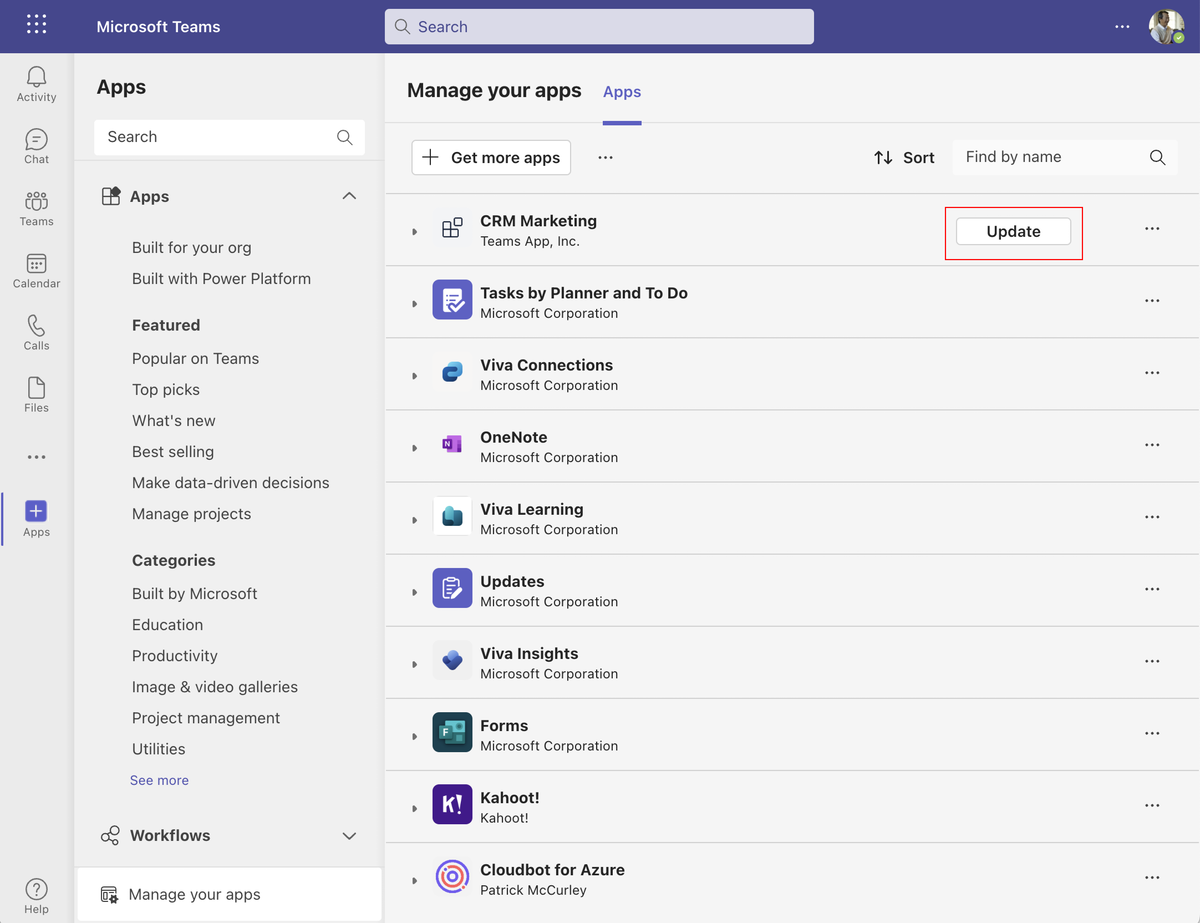 Microsoft Teams
Search
Activity
Chat
Teams
Calendar
Calls
Files
Apps
Help
Apps
Search
Apps
Built for your org
Built with Power Platform
Featured
Popular on Teams
Top picks
What's new
Best selling
Make data-driven decisions
Manage projects
Categories
Built by Microsoft
Education
Productivity
Image & video galleries
Project management
Utilities
See more
Workflows
Manage your apps
Manage your apps Apps
Get more apps
Sort
Find by name
CRM Marketing
Teams App, Inc.
Update
Tasks by Planner and To Do
Microsoft Corporation
Viva Connections
Microsoft Corporation
N
OneNote
Microsoft Corporation
Viva Learning
Microsoft Corporation
Updates
Microsoft Corporation
Viva Insights
Microsoft Corporation
F
Forms
Microsoft Corporation
K!
Kahoot!
Kahoot!
Cloudbot for Azure
Patrick McCurley